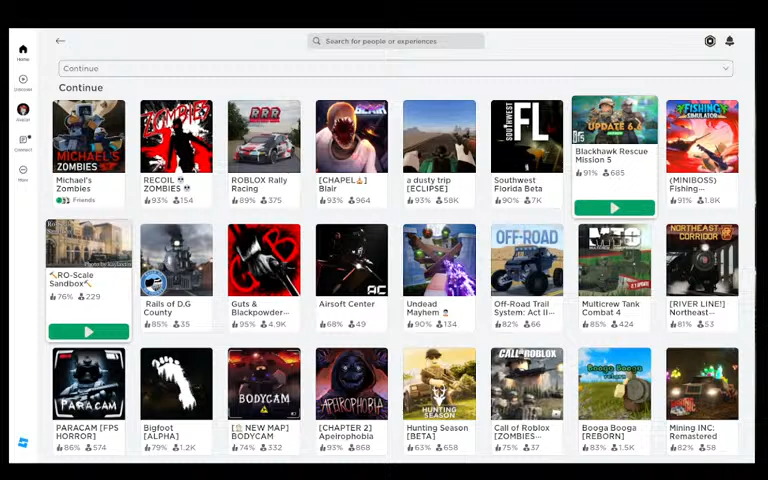 Search for people or experiences
Home
Discover
Avatar
Connect
More
Continue
Continue
MICHAEL'S
ZOMBIES
Michael's
Zombies
Friends
ZOMBIES
RECOIL 💀
ZOMBIES 💀
93% 154
RRR
ROBLOX Rally
Racing
89% 375
BLAIR
[CHAPEL⛪]
Blair
93% 964
a dusty trip
[ECLIPSE]
93% 58K
SOUTHWEST
FL
Southwest
Florida Beta
90% 7K
UPDATE 6.6
Blackhawk Rescue
Mission 5
91% 685
FISHING
SIMULATOR
(MINIBOSS)
Fishing...
91% 1.8K
🔨RO-Scale
Sandbox🔨
76% 229
Rails of D.G
County
85% 35
G&B
Guts &
Blackpowder...
95% 4.9K
AC
Airsoft Center
68% 49
Undead
Mayhem
90% 134
OFF-ROAD
Off-Road Trail
System: Act II...
82% 66
MTC
Multicrew Tank
Combat 4
85% 424
NORTHEAST
CORRIDOR
[RIVER LINE!]
Northeast...
81% 53
PARACAM
PARACAM [FPS
HORROR]
86% 574
Bigfoot
[ALPHA]
79% 1.2K
BODYCAM
NEW MAP]
BODYCAM
74% 332
APEIROPHOBIA
[CHAPTER 2]
Apeirophobia
93% 868
HUNTING
SEASON
Hunting Season
[BETA]
63% 658
CALL OF ROBLOX
Call of Roblox
[ZOMBIES...
75% 37
Booga Booga
REBORN
Booga Booga
[REBORN]
83% 1.5K
Mining INC:
Remastered
82% 58